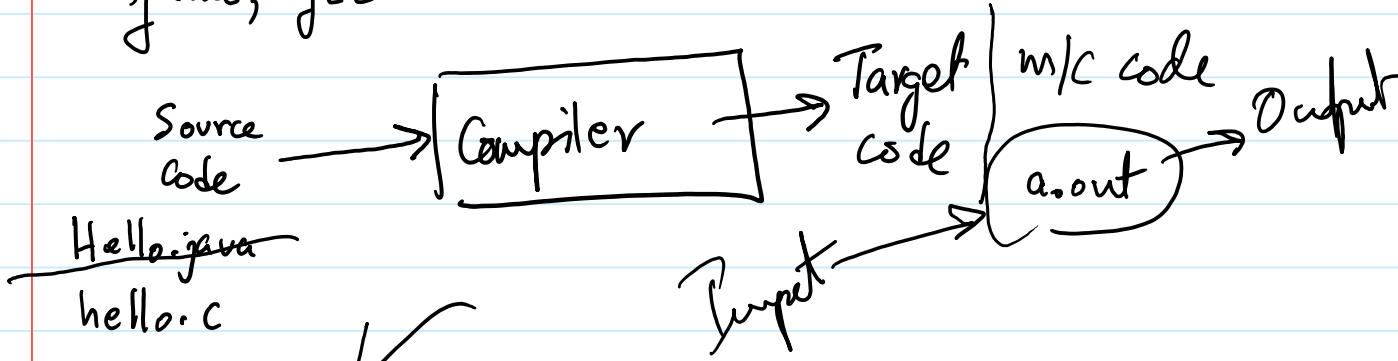 Source
Code
Compiler
Target
code
m/c code
a.out
Output
Input
Hello.java
hello.c